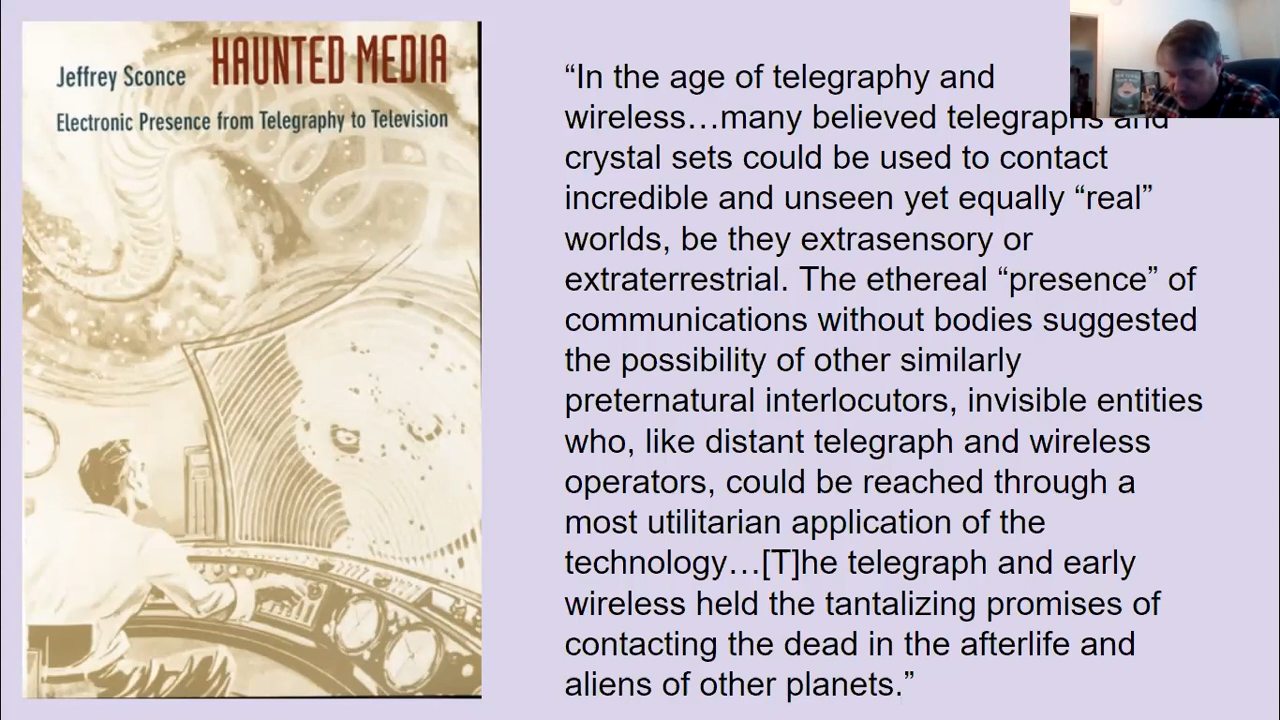 Jeffrey Sconce
HAUNTED MEDIA
Electronic Presence from Telegraphy to Television
“In the age of telegraphy and
wireless…many believed telegraphs and
crystal sets could be used to contact
incredible and unseen yet equally “real”
worlds, be they extrasensory or
extraterrestrial. The ethereal “presence” of
communications without bodies suggested
the possibility of other similarly
preternatural interlocutors, invisible entities
who, like distant telegraph and wireless
operators, could be reached through a
most utilitarian application of the
technology…[T]he telegraph and early
wireless held the tantalizing promises of
contacting the dead in the afterlife and
aliens of other planets.”